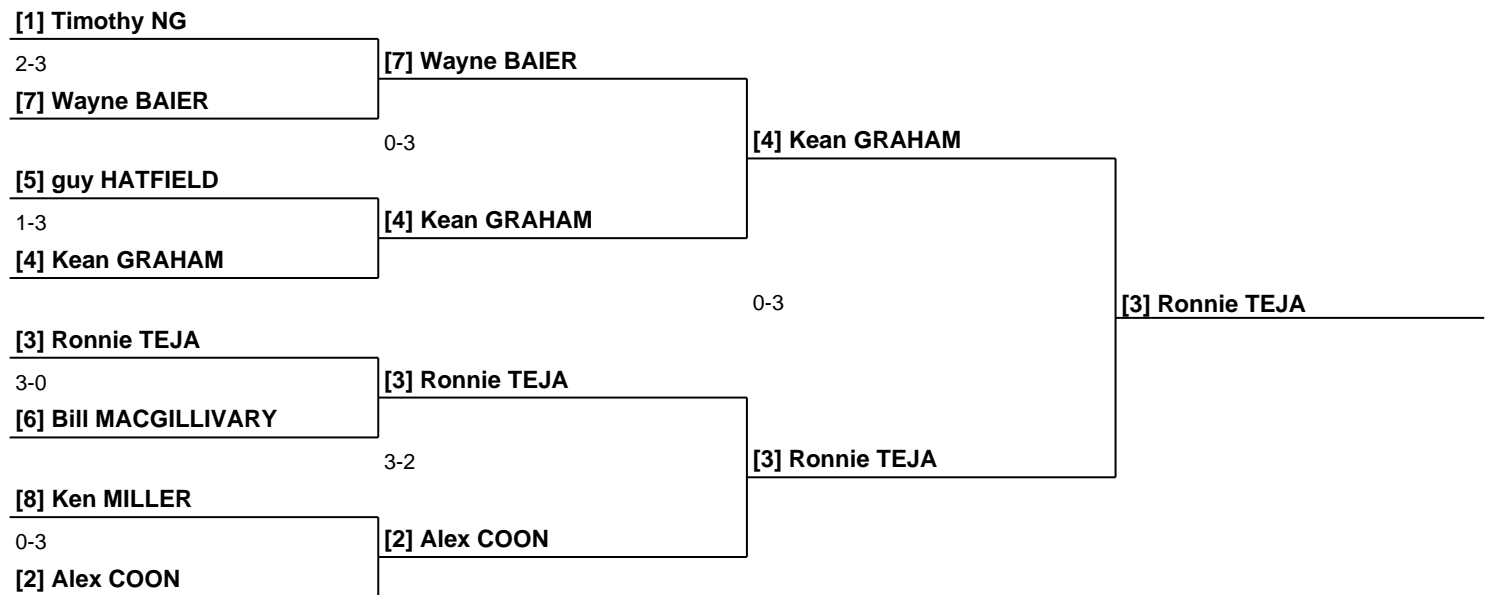 [1] Timothy NG
2-3
[7] Wayne BAIER
[7] Wayne BAIER
0-3
[4] Kean GRAHAM
[5] guy HATFIELD
1-3
[4] Kean GRAHAM
[4] Kean GRAHAM
0-3
[3] Ronnie TEJA
[3] Ronnie TEJA
3-0
[3] Ronnie TEJA
[6] Bill MACGILLIVARY
3-2
[3] Ronnie TEJA
[8] Ken MILLER
0-3
[2] Alex COON
[2] Alex COON